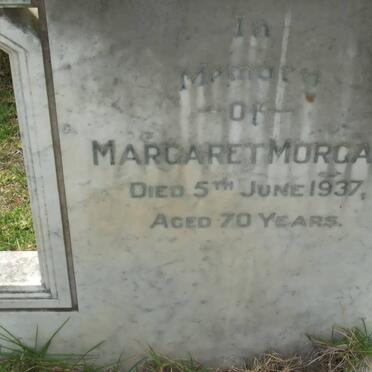 In
Memory
— Of —
MARGARET MORGA
DIED 5TH JUNE 1937,
AGED 70 YEARS.